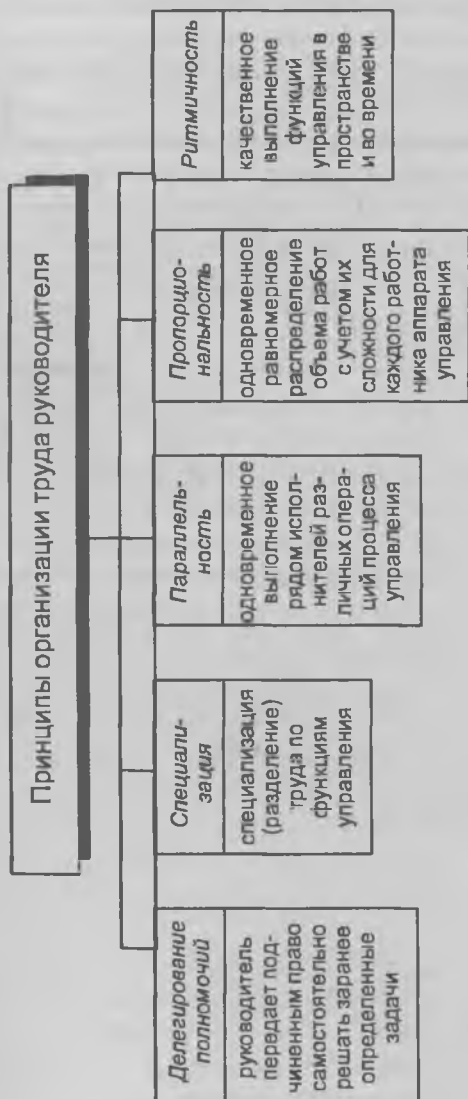 Принципы организации труда руководителя
Делегирование
полномочий
руководитель
передает под-
чиненным право
самостоятельно
решать заранее
определенные
задачи
Специали-
зация
специализация
(разделение)
труда по
функциям
управления
Параллель-
ность
одновременное
выполнение
рядом испол-
нителей раз-
личных опера-
ций процесса
управления
Пропорцио-
нальность
одновременное
равномерное
распределение
объема работ
с учетом их
сложности для
каждого работ-
ника аппарата
управления
Ритмичность
качественное
выполнение
функций
управления в
пространстве
и во времени